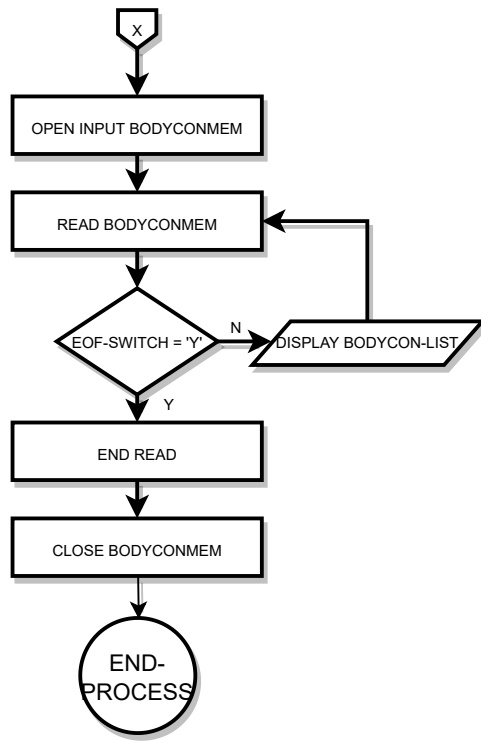 X
OPEN INPUT BODYCONMEM
READ BODYCONMEM
EOF-SWITCH = 'Y'
N
DISPLAY BODYCON-LIST
Y
END READ
CLOSE BODYCONMEM
END-
PROCESS